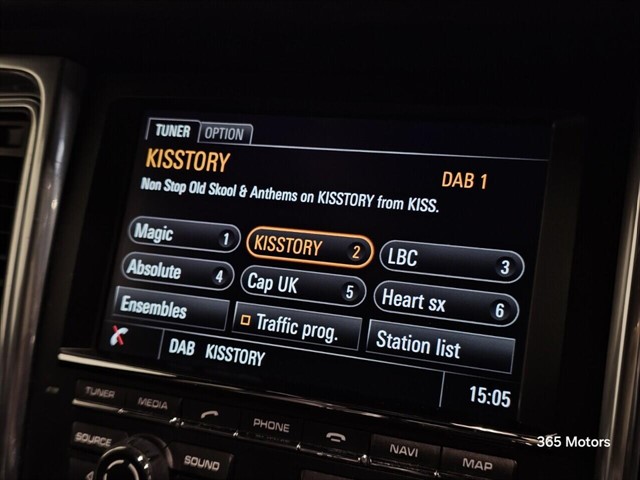 TUNER OPTION
KISSTORY
DAB 1
Non Stop Old Skool & Anthems on KISSTORY from KISS.
Magic 1 KISSTORY 2 LBC 3
Absolute 4 Cap UK 5 Heart sx 6
Ensembles Traffic prog. Station list
DAB KISSTORY
15:05
TUNER MEDIA PHONE NAVI MAP
SOURCE SOUND
365 Motors